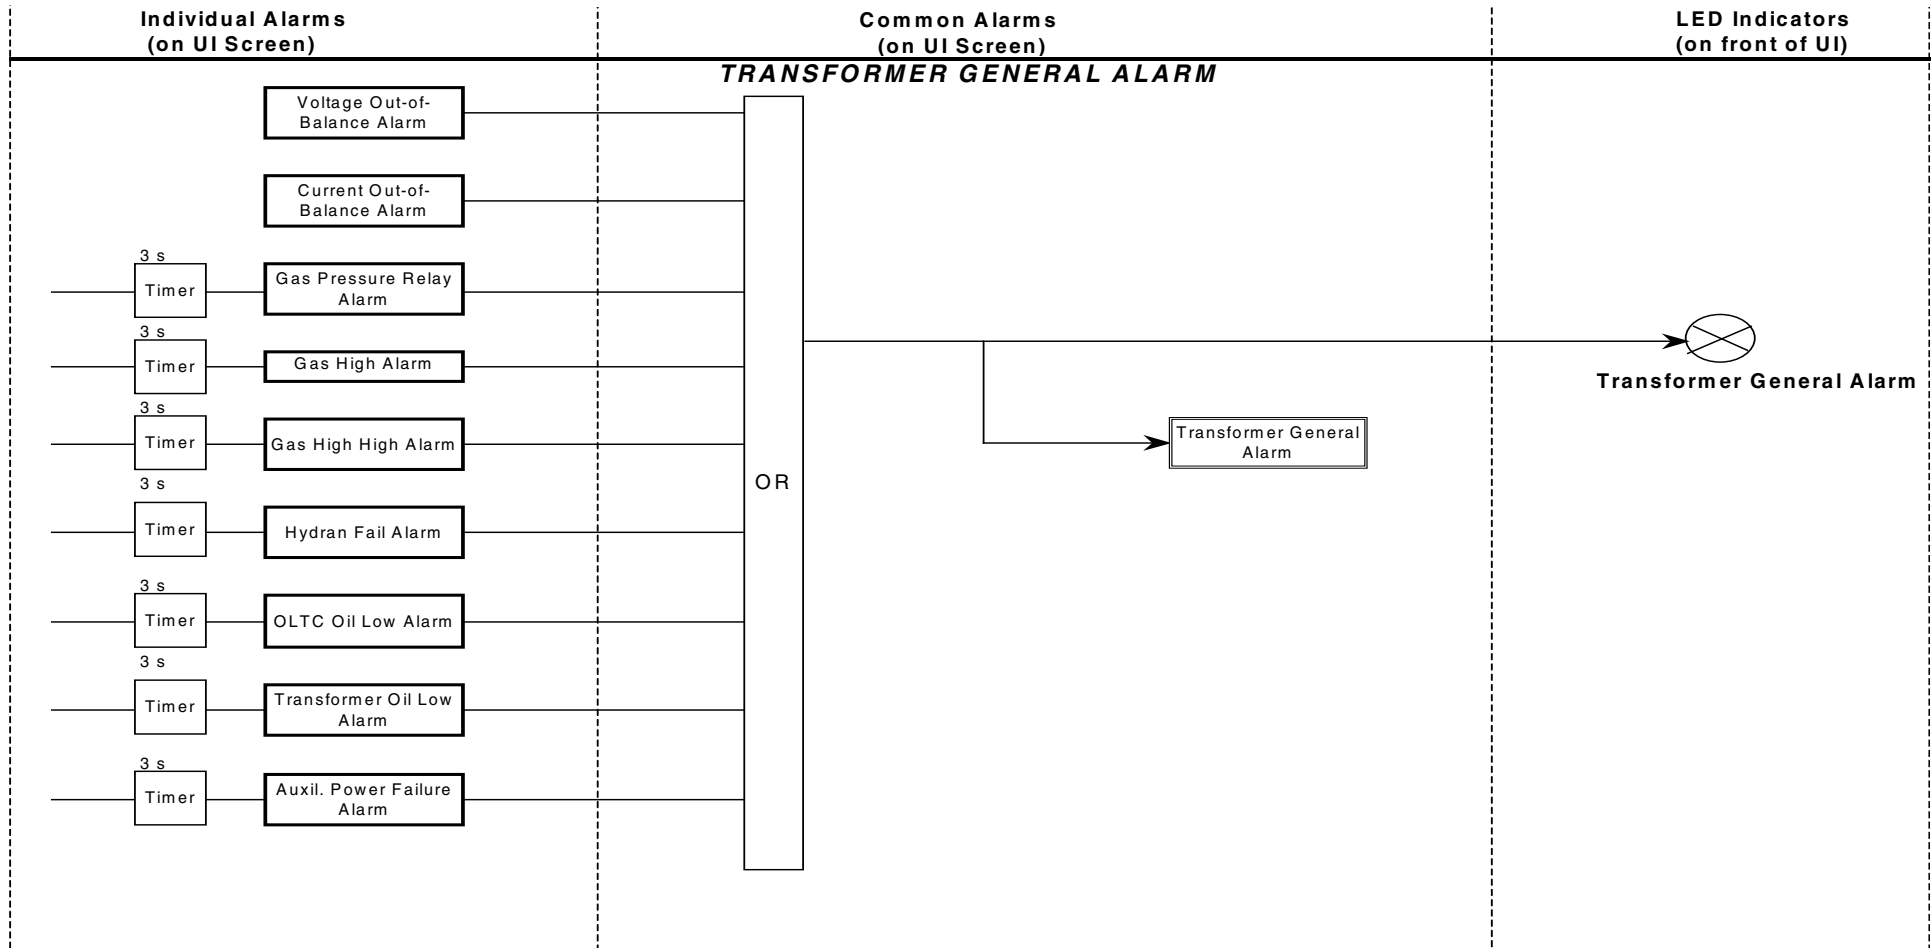 Individual Alarms
(on UI Screen)
Common Alarms
(on UI Screen)
LED Indicators
(on front of UI)
TRANSFORMER GENERAL ALARM
Voltage Out-of-
Balance Alarm
Current Out-of-
Balance Alarm
3 s
Timer
Gas Pressure Relay
Alarm
3 s
Timer
Gas High Alarm
3 s
Timer
Gas High High Alarm
3 s
Timer
Hydran Fail Alarm
3 s
Timer
OLTC Oil Low Alarm
3 s
Timer
Transformer Oil Low
Alarm
3 s
Timer
Auxil. Power Failure
Alarm
OR
Transformer General
Alarm
Transformer General Alarm